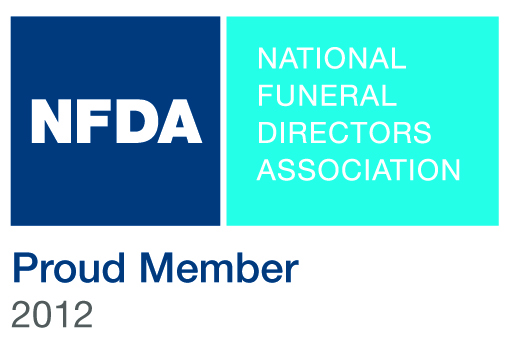 NFDA
NATIONAL
FUNERAL
DIRECTORS
ASSOCIATION
Proud Member
2012